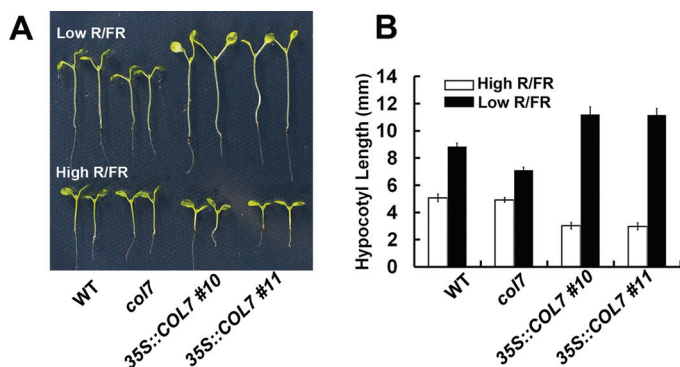 A
Low R/FR
High R/FR
WT
col7
35S::COL7 #10
35S::COL7 #11
B
Hypocotyl Length (mm)
14
12
10
8
6
4
2
0
High R/FR
Low R/FR
WT
col7
35S::COL7 #10
35S::COL7 #11